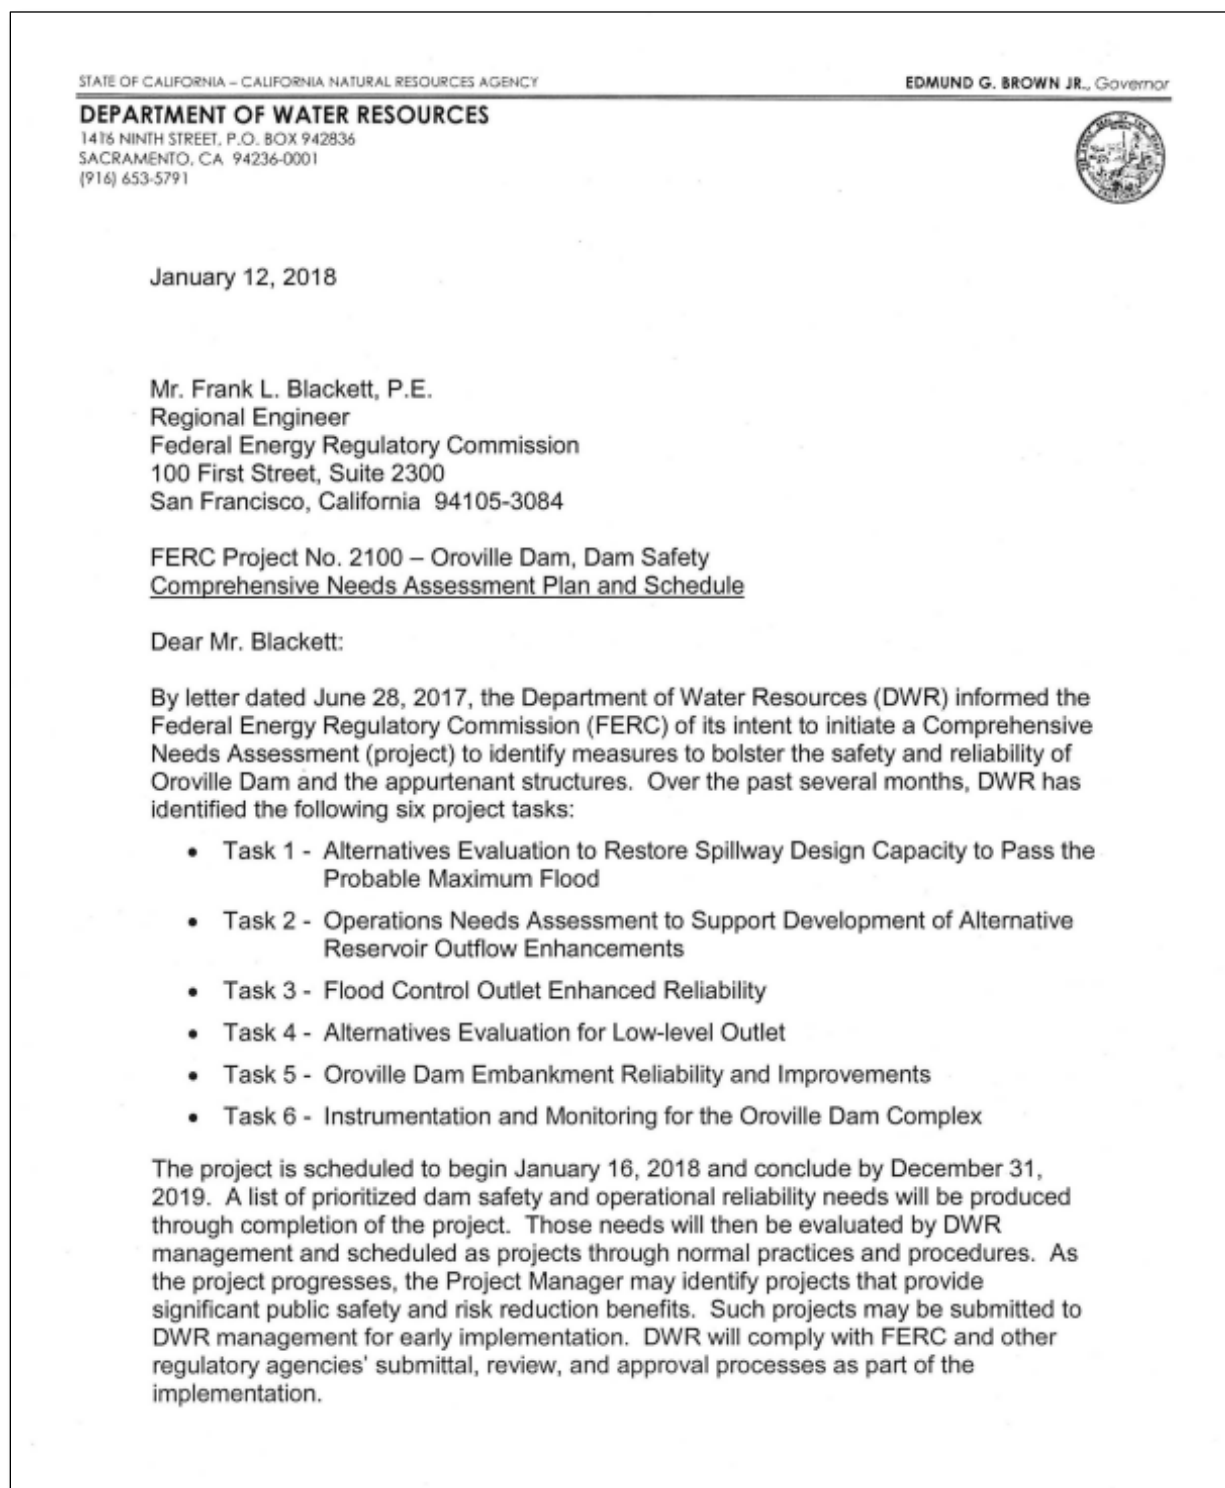 STATE OF CALIFORNIA – CALIFORNIA NATURAL RESOURCES AGENCY
EDMUND G. BROWN JR., Governor
DEPARTMENT OF WATER RESOURCES
1416 NINTH STREET, P.O. BOX 942836
SACRAMENTO, CA 94236-0001
(916) 653-5791
January 12, 2018
Mr. Frank L. Blackett, P.E.
Regional Engineer
Federal Energy Regulatory Commission
100 First Street, Suite 2300
San Francisco, California 94105-3084
FERC Project No. 2100 – Oroville Dam, Dam Safety
Comprehensive Needs Assessment Plan and Schedule
Dear Mr. Blackett:
By letter dated June 28, 2017, the Department of Water Resources (DWR) informed the
Federal Energy Regulatory Commission (FERC) of its intent to initiate a Comprehensive
Needs Assessment (project) to identify measures to bolster the safety and reliability of
Oroville Dam and the appurtenant structures. Over the past several months, DWR has
identified the following six project tasks:
• Task 1 - Alternatives Evaluation to Restore Spillway Design Capacity to Pass the
Probable Maximum Flood
• Task 2 - Operations Needs Assessment to Support Development of Alternative
Reservoir Outflow Enhancements
• Task 3 - Flood Control Outlet Enhanced Reliability
• Task 4 - Alternatives Evaluation for Low-level Outlet
• Task 5 - Oroville Dam Embankment Reliability and Improvements
• Task 6 - Instrumentation and Monitoring for the Oroville Dam Complex
The project is scheduled to begin January 16, 2018 and conclude by December 31,
2019. A list of prioritized dam safety and operational reliability needs will be produced
through completion of the project. Those needs will then be evaluated by DWR
management and scheduled as projects through normal practices and procedures. As
the project progresses, the Project Manager may identify projects that provide
significant public safety and risk reduction benefits. Such projects may be submitted to
DWR management for early implementation. DWR will comply with FERC and other
regulatory agencies' submittal, review, and approval processes as part of the
implementation.